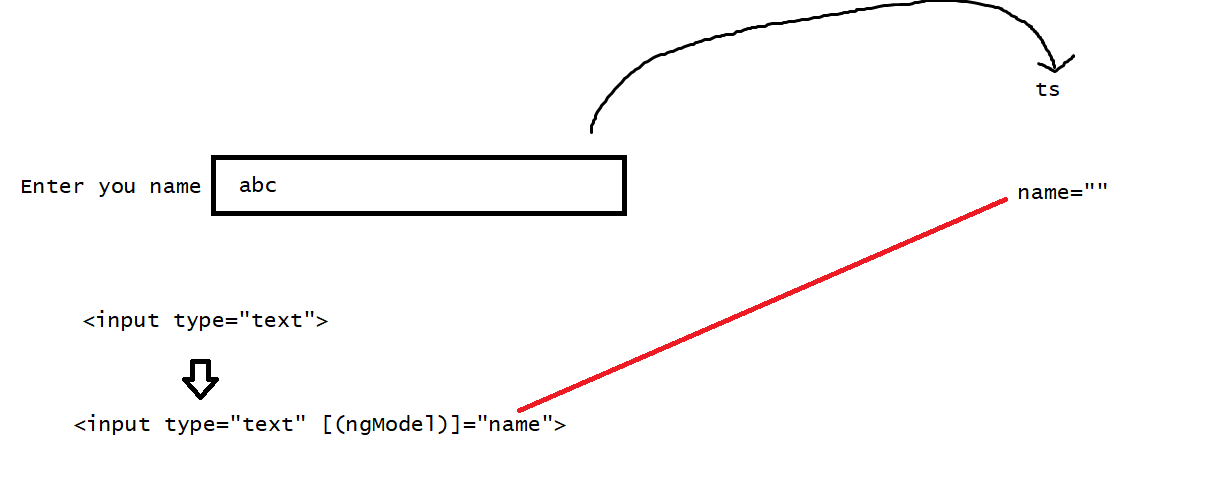 ts
Enter you name
abc
name=""
<input type="text">
<input type="text" [(ngModel)]="name">